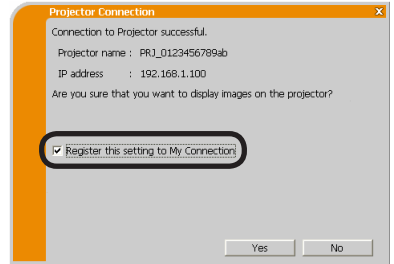 Projector Connection
Connection to Projector successful.
Projector name : PRJ_0123456789ab
IP address : 192.168.1.100
Are you sure that you want to display images on the projector?
Register this setting to My Connection
Yes No